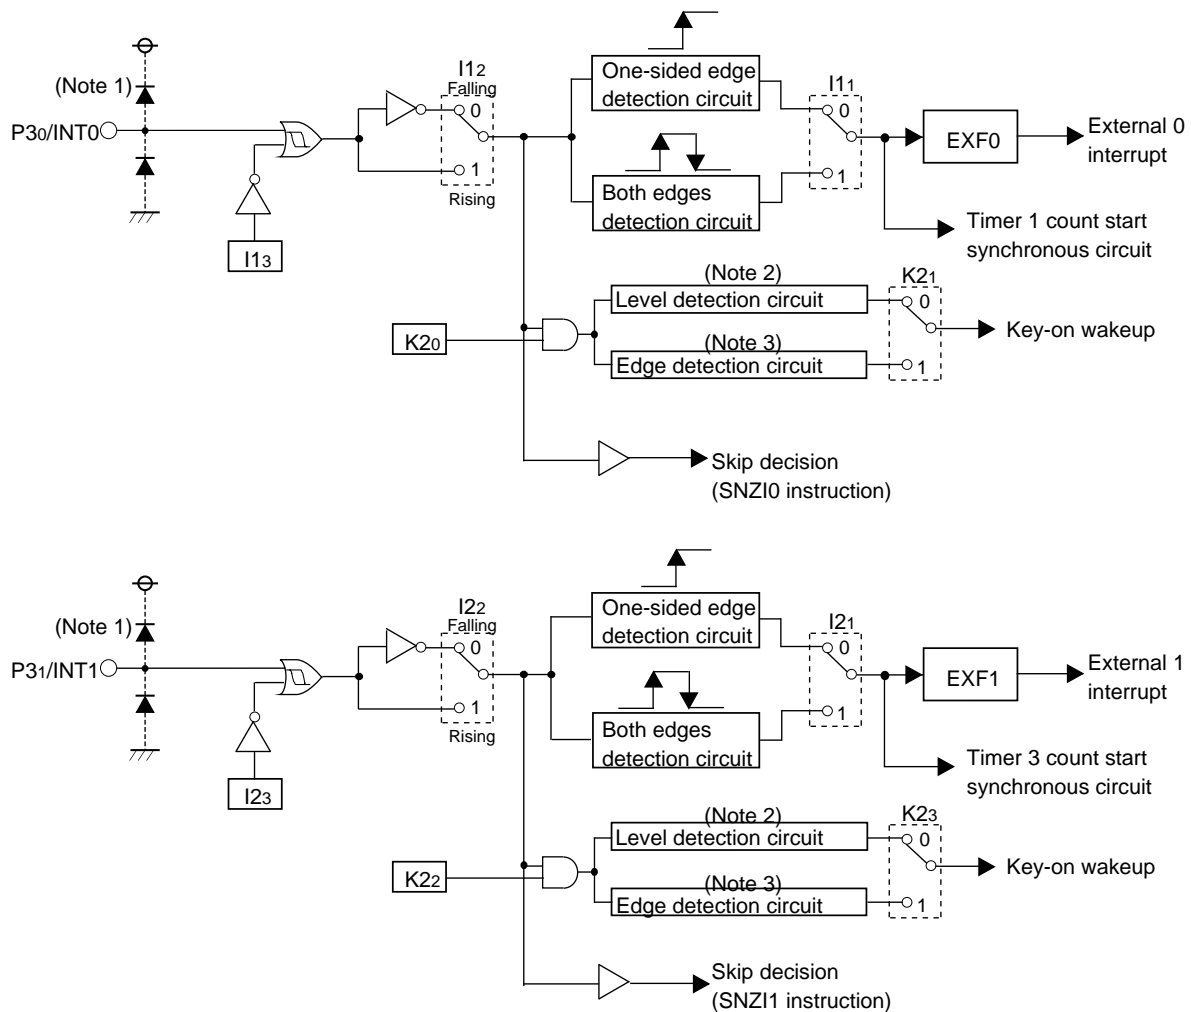 One-sided edge
detection circuit
I12
Falling
0
1
Rising
(Note 1)
P30/INT0
I13
Both edges
detection circuit
I11
0
1
EXF0
External 0
interrupt
Timer 1 count start
synchronous circuit
(Note 2)
Level detection circuit
K20
(Note 3)
Edge detection circuit
K21
0
1
Key-on wakeup
Skip decision
(SNZI0 instruction)
One-sided edge
detection circuit
I22
Falling
0
1
Rising
(Note 1)
P31/INT1
I23
Both edges
detection circuit
I21
0
1
EXF1
External 1
interrupt
Timer 3 count start
synchronous circuit
(Note 2)
Level detection circuit
K22
(Note 3)
Edge detection circuit
K23
0
1
Key-on wakeup
Skip decision
(SNZI1 instruction)